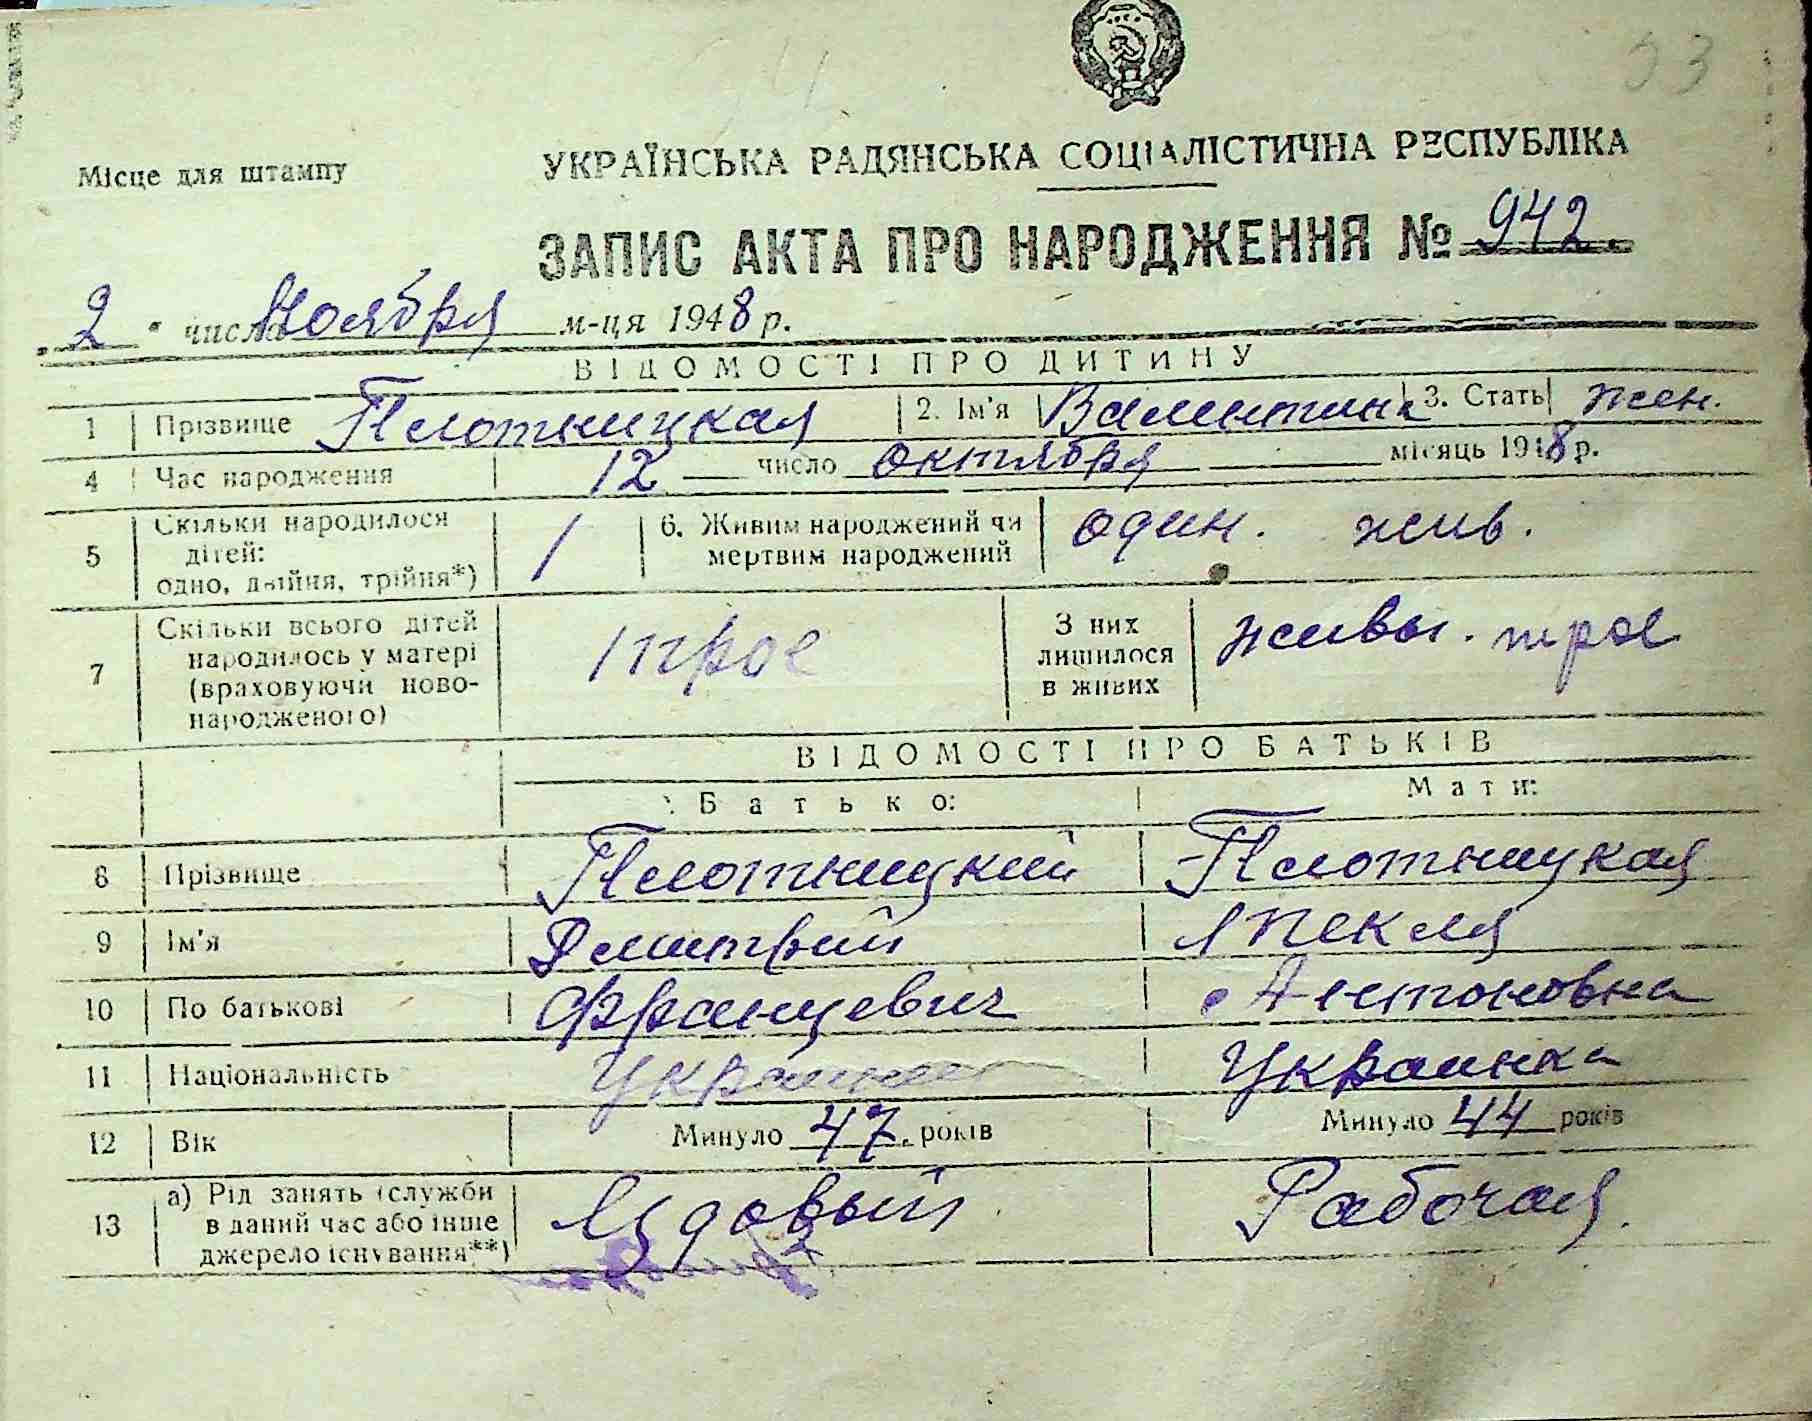 53
Місце для штампу
УКРАЇНСЬКА РАДЯНСЬКА СОЦІАЛІСТИЧНА РЕСПУБЛІКА
ЗАПИС АКТА ПРО НАРОДЖЕННЯ № 942
2 числа Ноября м-ця 1948 р.
ВІДОМОСТІ ПРО ДИТИНУ
1 Прізвище Плотницкая 2. Ім'я Валентина 3. Стать жен.
4 Час народження 12 число октября місяць 1948 р.
5 Скільки народилося дітей: одно, двійня, трійня*) 1 6. Живим народжений чи мертвим народжений один. жив.
7 Скільки всього дітей народилось у матері (враховуючи новонародженого) трое З них лишилося в живих живы. трое
ВІДОМОСТІ ПРО БАТЬКІВ
Батько: Мати:
8 Прізвище Плотницкий Плотницкая
9 Ім'я Дмитрий Текля
10 По батькові Францевич Антоновна
11 Національність Украинец Украинка
12 Вік Минуло 47 років Минуло 44 років
13 а) Рід занять (служби в даний час або інше джерело існування**) Рабочая